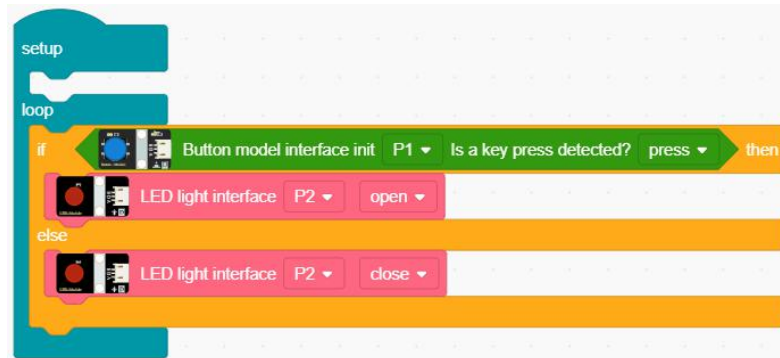 setup
loop
if Button model interface init P1 Is a key press detected? press then
LED light interface P2 open
else
LED light interface P2 close